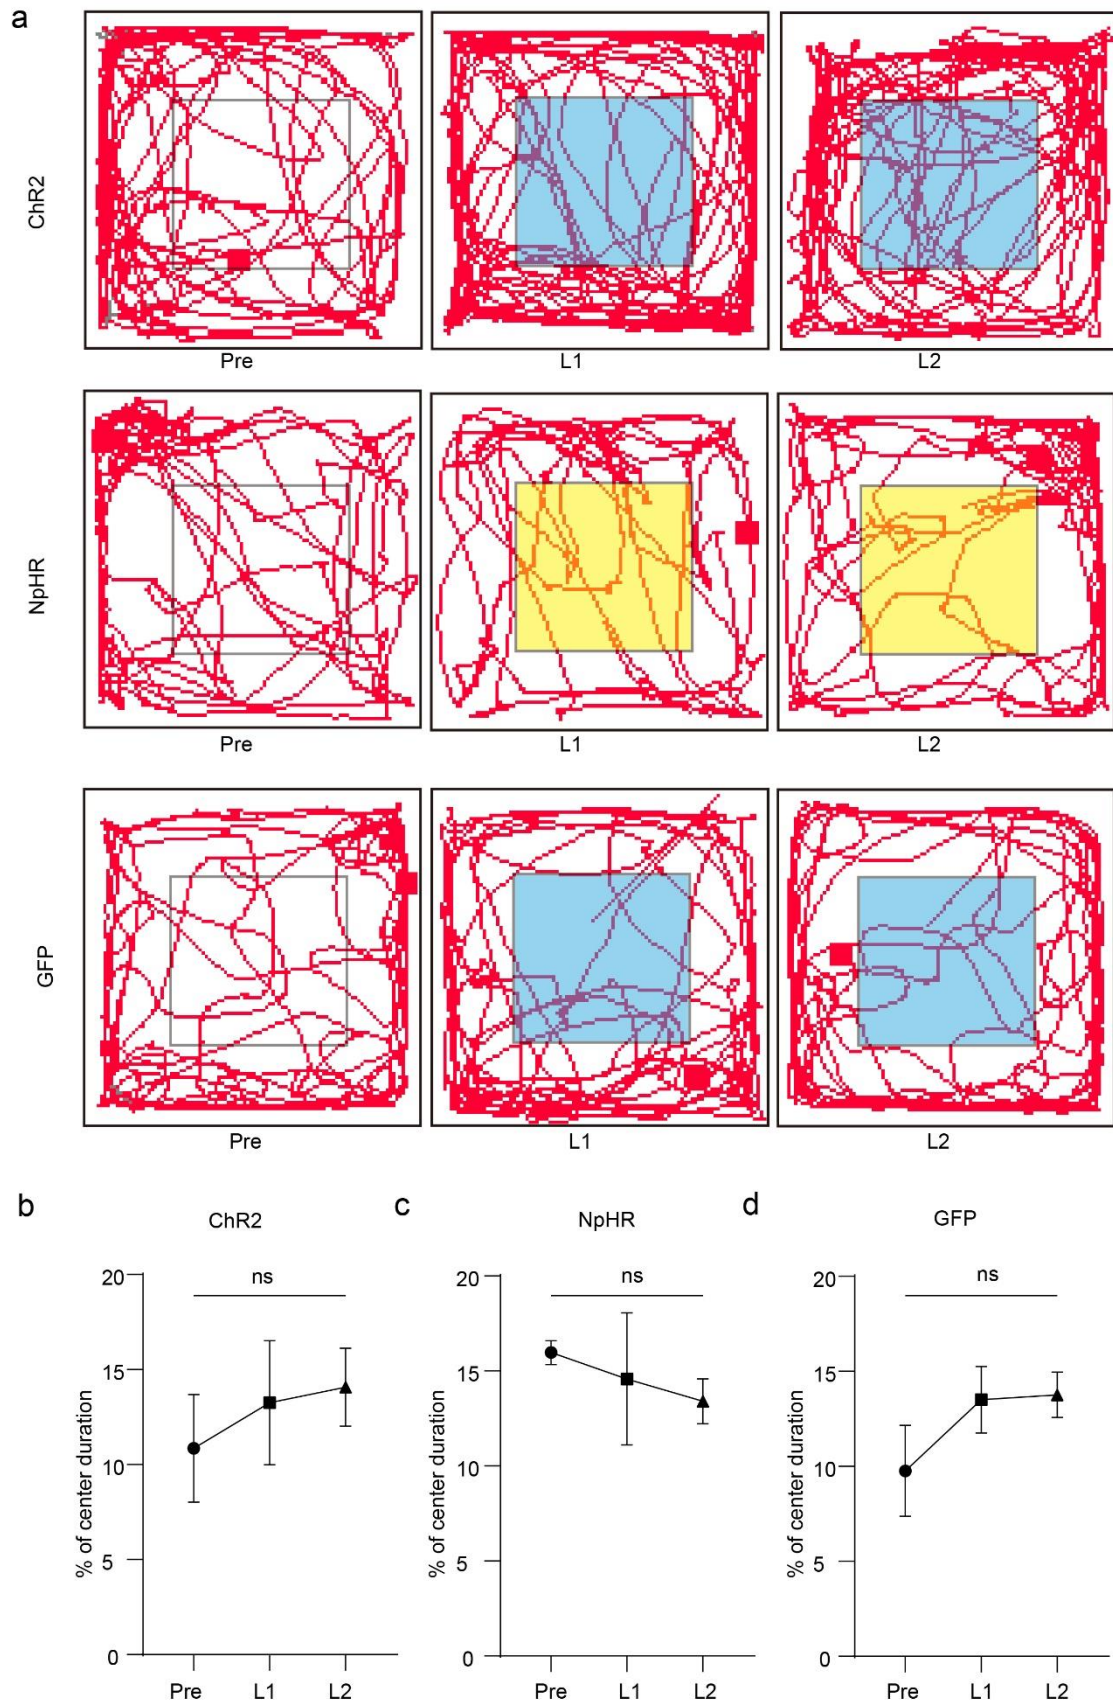 a
ChR2
Pre
L1
L2
NpHR
Pre
L1
L2
GFP
Pre
L1
L2
b
ChR2
ns
% of center duration
20
15
10
5
0
Pre
L1
L2
c
NpHR
ns
% of center duration
20
15
10
5
0
Pre
L1
L2
d
GFP
ns
% of center duration
20
15
10
5
0
Pre
L1
L2